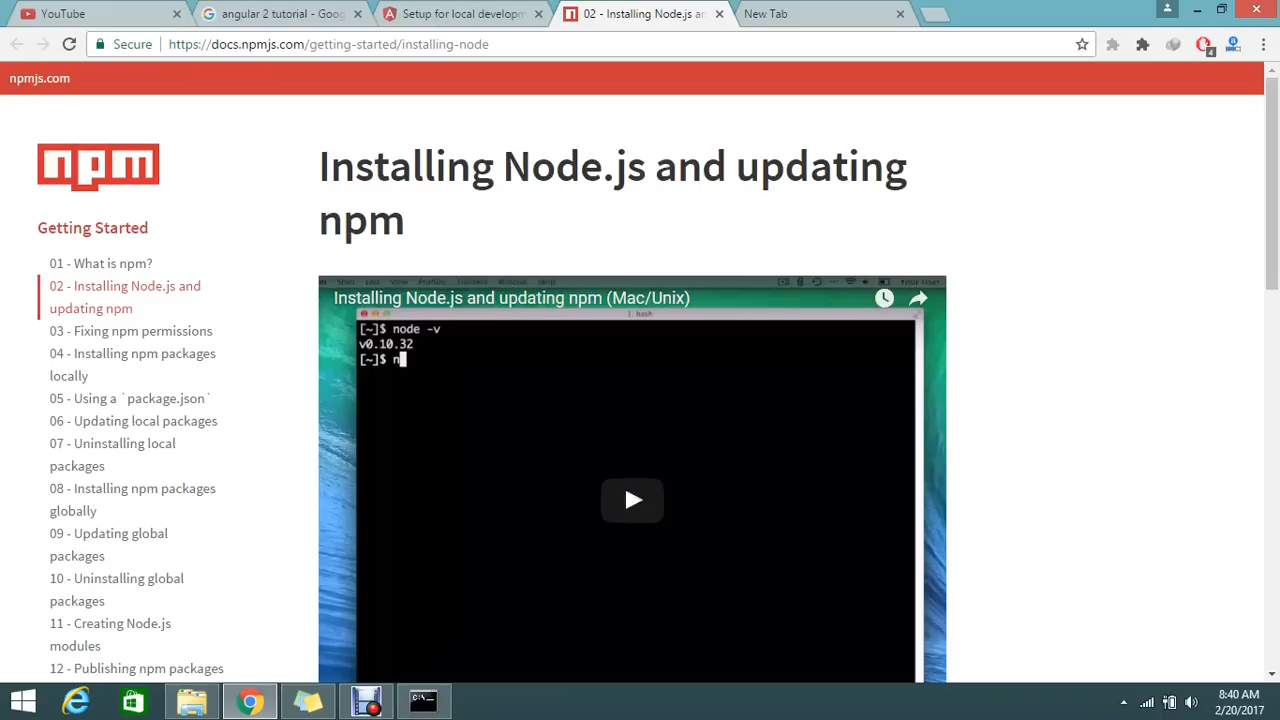 YouTube
angular 2 tutorial - Goog
Setup for local developm
02 - Installing Node.js an
New Tab
Secure
https://docs.npmjs.com/getting-started/installing-node
4
npmjs.com
npm
Getting Started
01 - What is npm?
02 - Installing Node.js and
updating npm
03 - Fixing npm permissions
04 - Installing npm packages
locally
05 - Using a `package.json`
06 - Updating local packages
07 - Uninstalling local
packages
08 - Installing npm packages
globally
09 - Updating global
packages
10 - Uninstalling global
packages
11 - Creating Node.js
modules
12 - Publishing npm packages
Installing Node.js and updating
npm
Installing Node.js and updating npm (Mac/Unix)
1. bash
[~]$ node -v
v0.10.32
[~]$ n
8:40 AM
2/20/2017